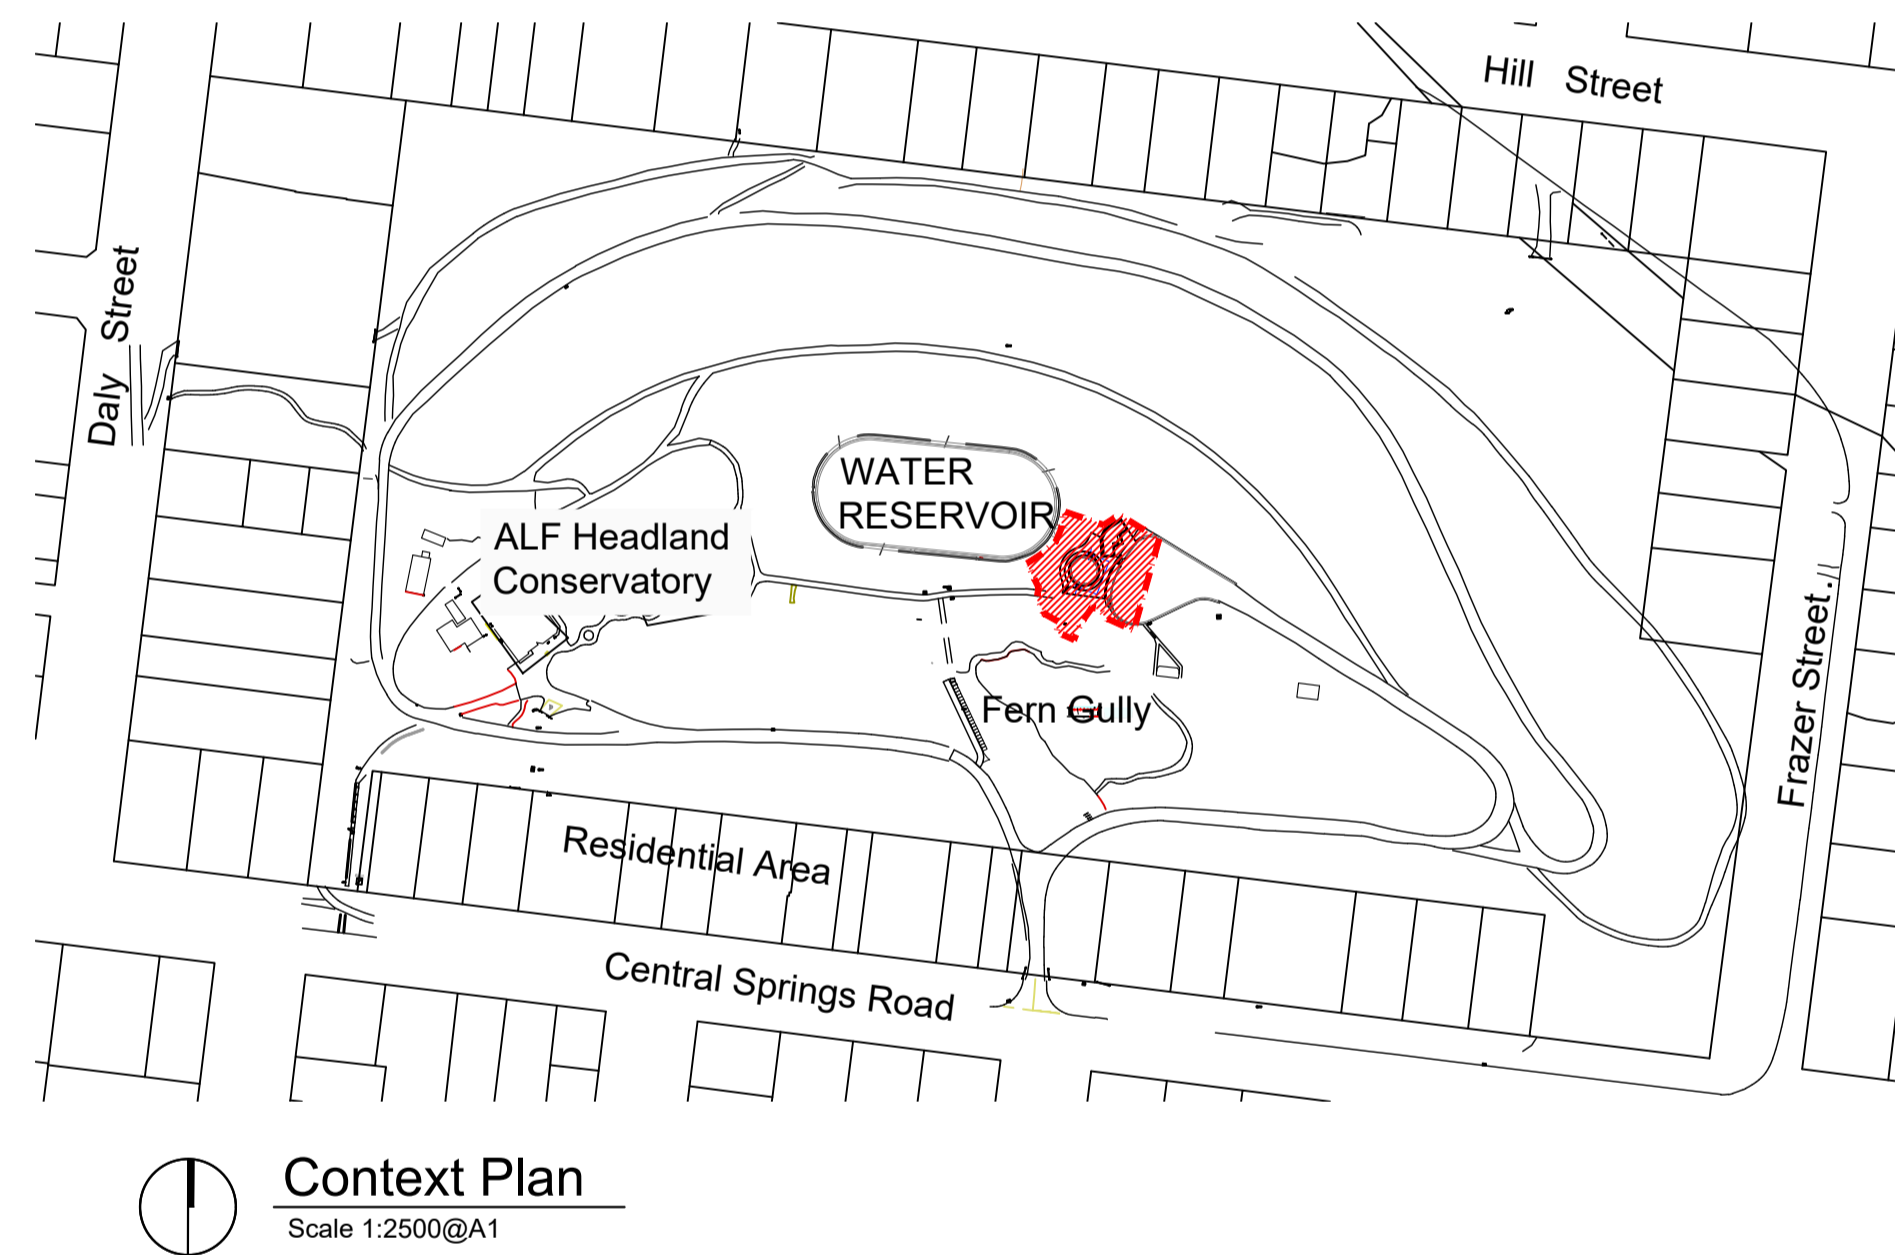 Hill Street
Daly Street
WATER
RESERVOIR
ALF Headland
Conservatory
Fern Gully
Frazer Street
Residential Area
Central Springs Road
Context Plan
Scale 1:2500@A1